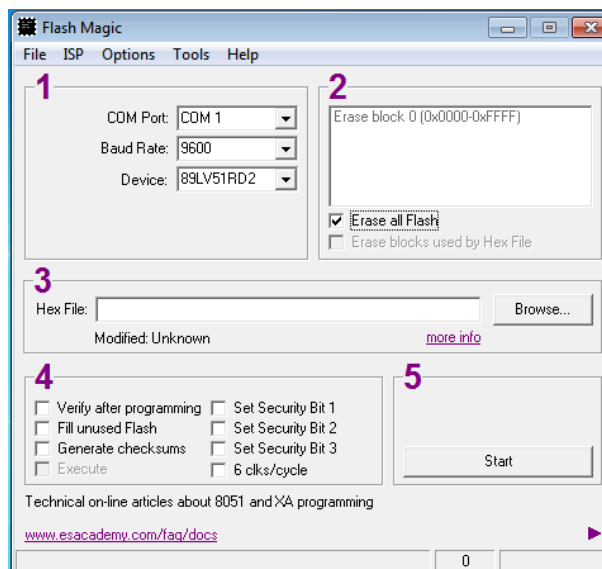 Flash Magic
File ISP Options Tools Help
1
COM Port: COM 1
Baud Rate: 9600
Device: 89LV51RD2
2
Erase block 0 (0x0000-0xFFFF)
Erase all Flash
Erase blocks used by Hex File
3
Hex File: Browse...
Modified: Unknown more info
4
Verify after programming Set Security Bit 1
Fill unused Flash Set Security Bit 2
Generate checksums Set Security Bit 3
Execute 6 clks/cycle
5
Start
Technical on-line articles about 8051 and XA programming
www.esacademy.com/faq/docs
0